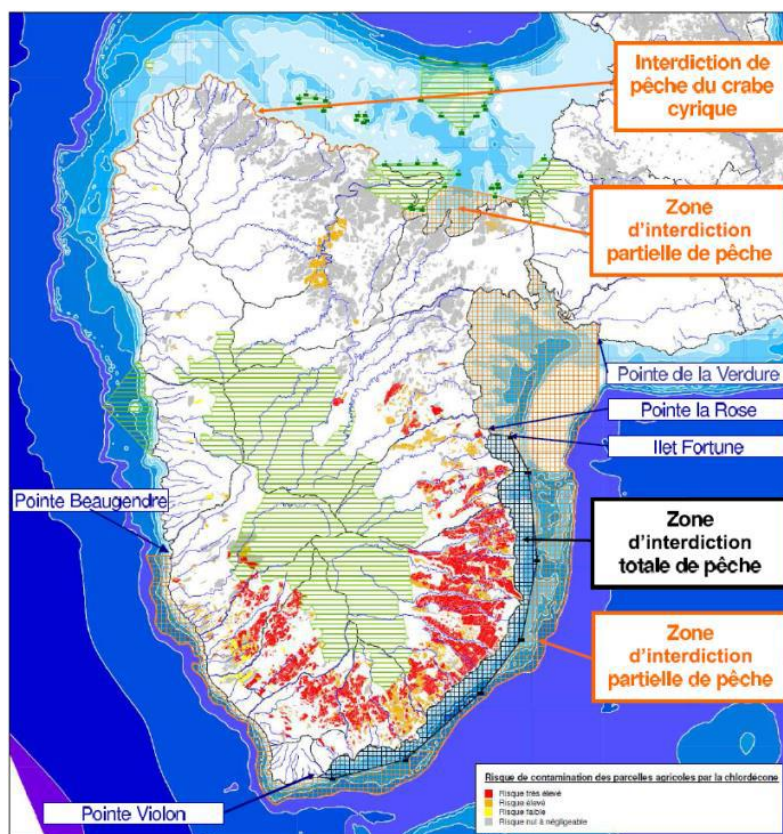 Interdiction de
pêche du crabe
cyrique
Zone
d'interdiction
partielle de pêche
Pointe de la Verdure
Pointe la Rose
Ilet Fortune
Pointe Beaugendre
Zone
d'interdiction
totale de pêche
Zone
d'interdiction
partielle de pêche
Risque de contamination des parcelles agricoles par la chlordécone
Risque très élevé
Risque élevé
Risque faible
Risque nul à négligeable
Pointe Violon